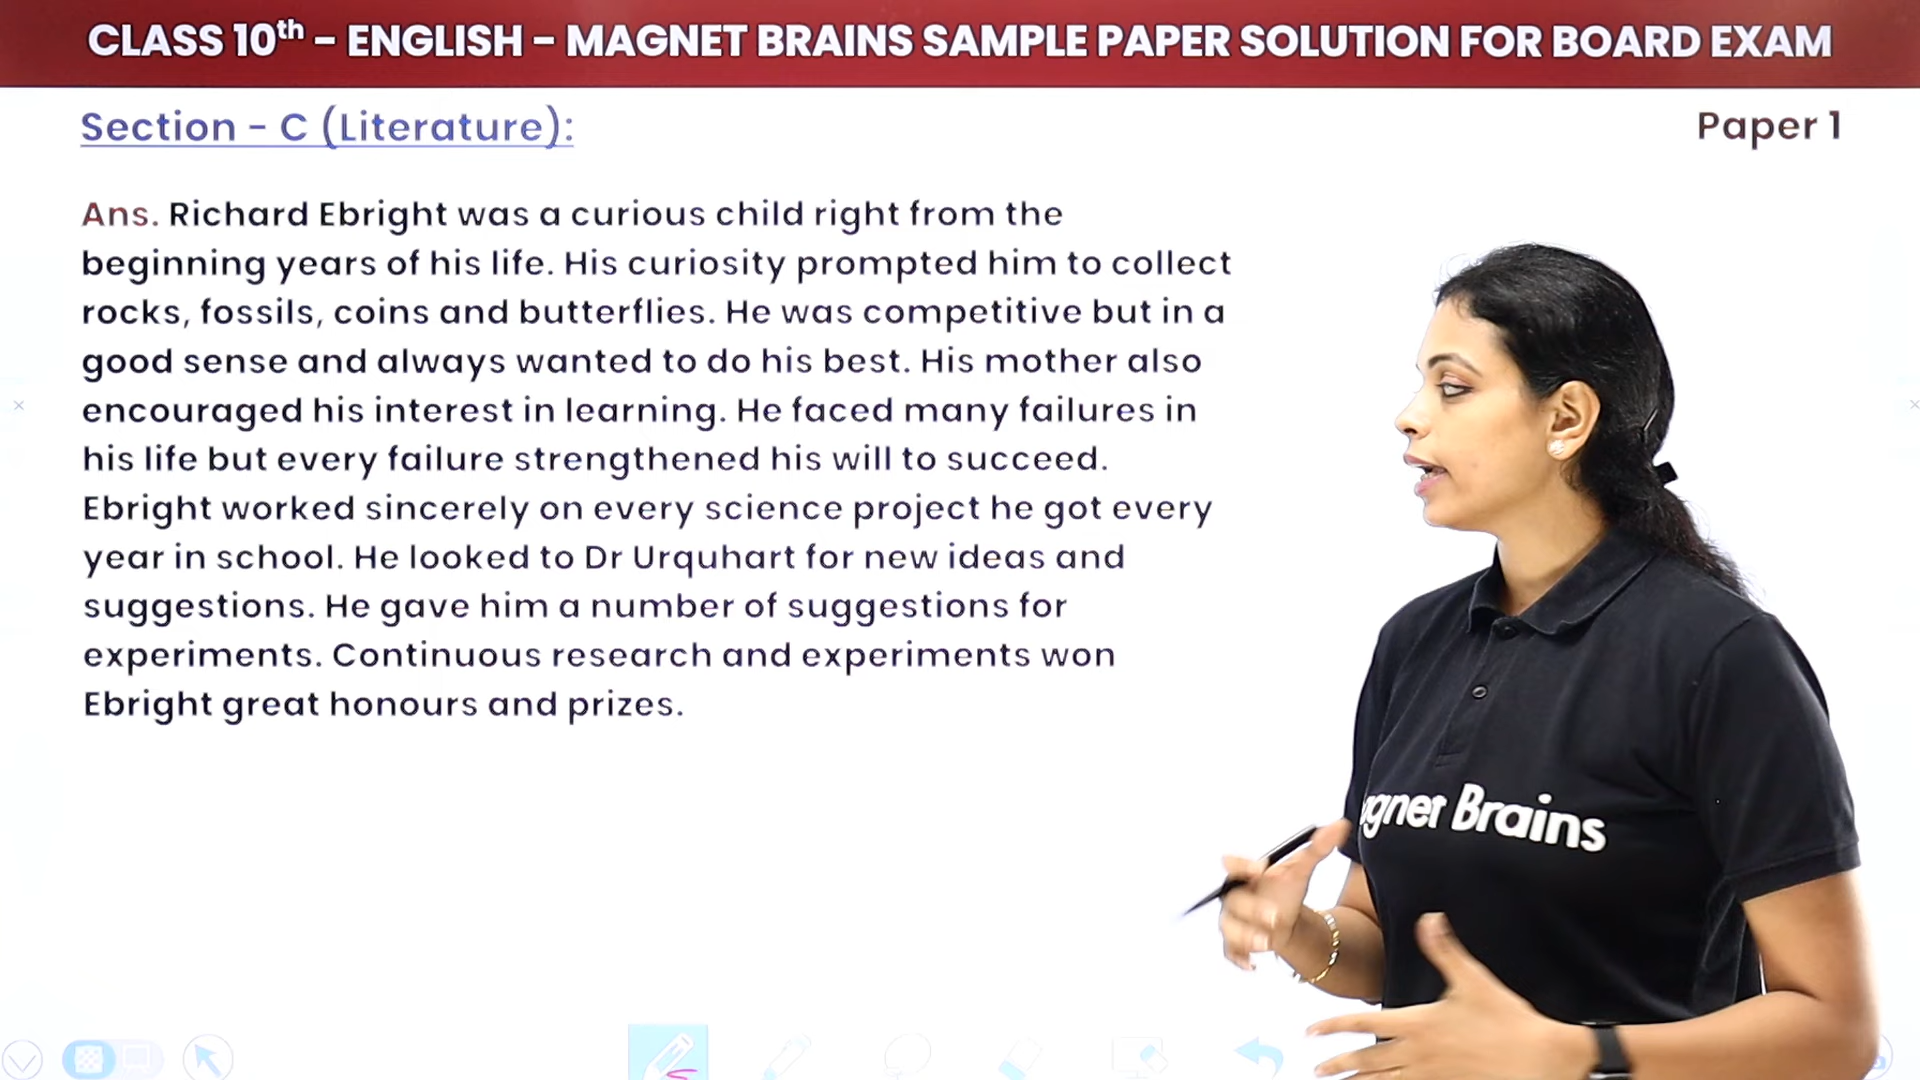 CLASS 10th - ENGLISH - MAGNET BRAINS SAMPLE PAPER SOLUTION FOR BOARD EXAM
Section - C (Literature):
Paper 1
Ans. Richard Ebright was a curious child right from the
beginning years of his life. His curiosity prompted him to collect
rocks, fossils, coins and butterflies. He was competitive but in a
good sense and always wanted to do his best. His mother also
encouraged his interest in learning. He faced many failures in
his life but every failure strengthened his will to succeed.
Ebright worked sincerely on every science project he got every
year in school. He looked to Dr Urquhart for new ideas and
suggestions. He gave him a number of suggestions for
experiments. Continuous research and experiments won
Ebright great honours and prizes.
agnet Brains